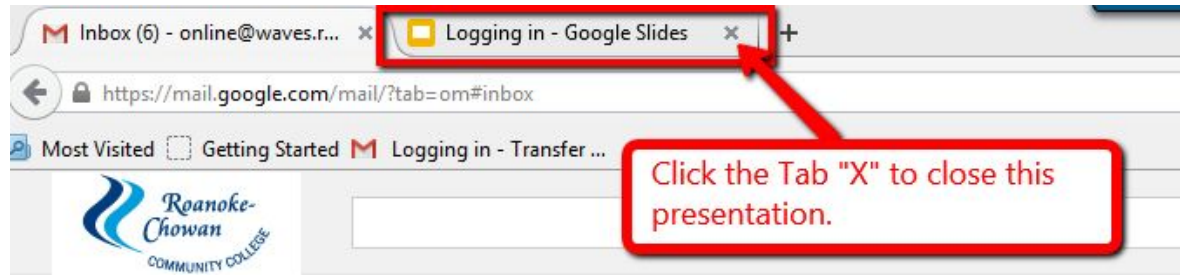 Inbox (6) - online@waves.r... × Logging in - Google Slides × +
https://mail.google.com/mail/?tab=om#inbox
Most Visited Getting Started Logging in - Transfer ...
Click the Tab "X" to close this
presentation.
Roanoke-
Chowan
COMMUNITY COLLEGE